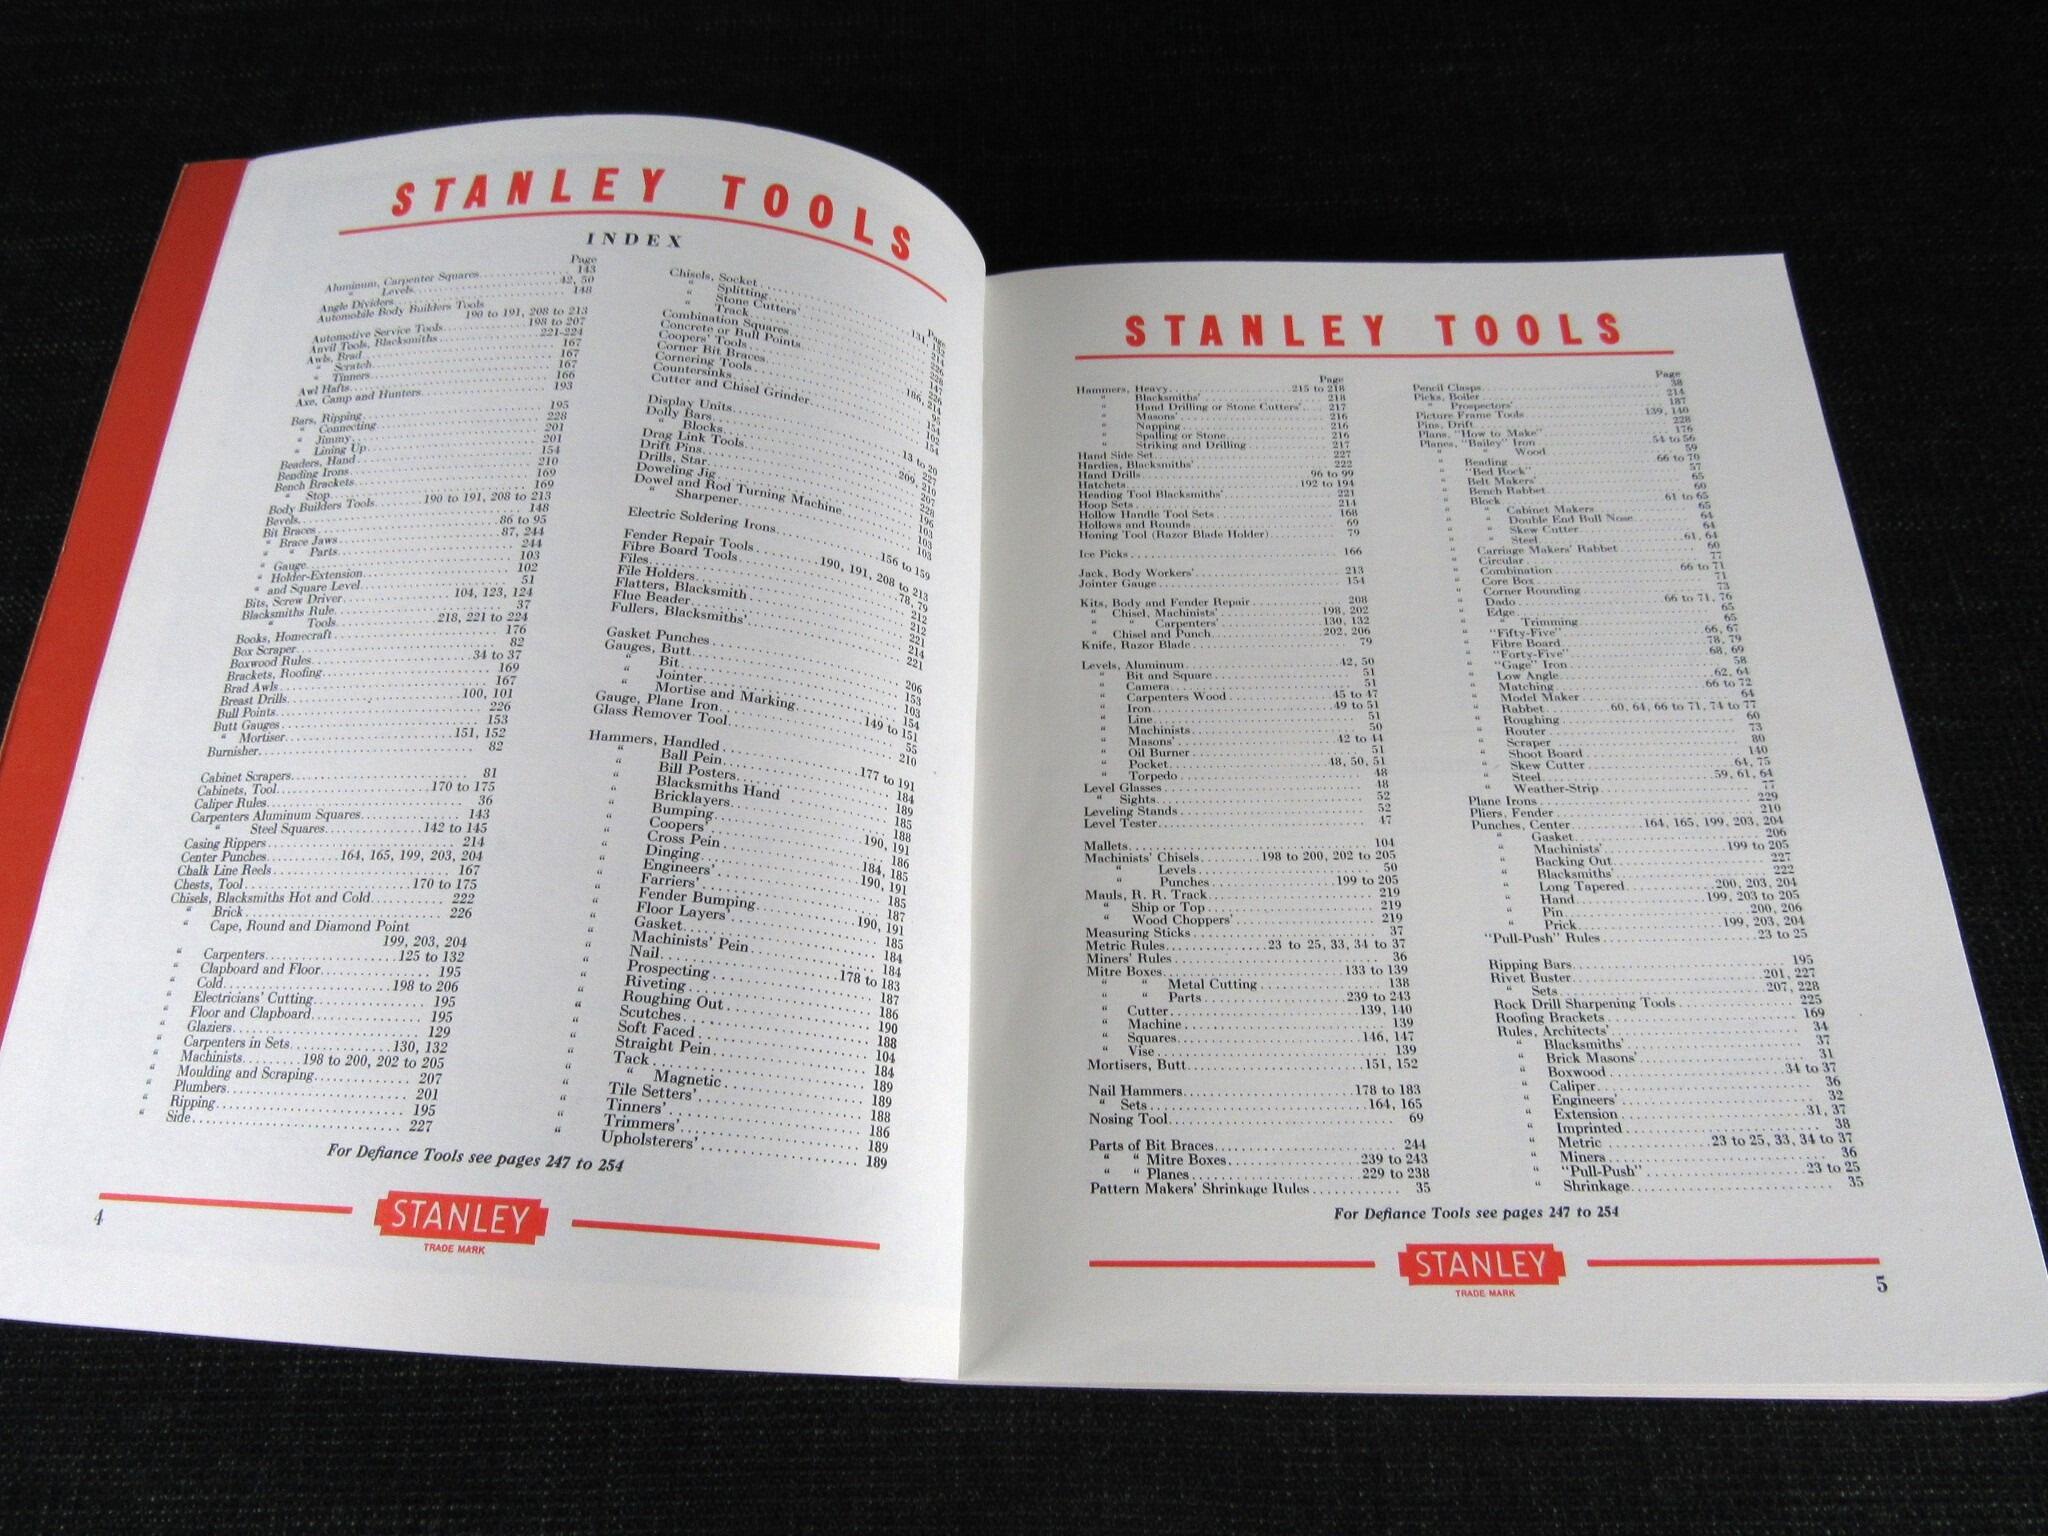 STANLEY TOOLS
INDEX
Page
Aluminum, Carpenter Squares 143
" Levels 42, 50
Angle Dividers 148
Automobile Body Builders Tools
190 to 191, 208 to 213
Automotive Service Tools 198 to 207
Anvil Tools, Blacksmiths 221-224
Awls, Brad 167
" Scratch 167
" Tinners 167
Awl Hafts 166
Axe, Camp and Hunters 193
Bars, Ripping 195
" Connecting 228
" Jimmy 201
" Lining Up 201
Beaders, Hand 154
Bending Irons 210
Bench Brackets 169
" Stop 169
Body Builders Tools 190 to 191, 208 to 213
Bevels 148
Bit Braces 86 to 95
" Brace Jaws 87, 244
" " Parts 244
" Gauge 103
" Holder-Extension 102
" and Square Level 51
Bits, Screw Driver 104, 123, 124
Blacksmiths Rule 37
" Tools 218, 221 to 224
Books, Homecraft 176
Box Scraper 82
Boxwood Rules 34 to 37
Brackets, Roofing 169
Brad Awls 167
Breast Drills 100, 101
Bull Points 226
Butt Gauges 153
" Mortiser 151, 152
Burnisher 82
Cabinet Scrapers 81
Cabinets, Tool 170 to 175
Caliper Rules 36
Carpenters Aluminum Squares 143
" Steel Squares 142 to 145
Casing Rippers 214
Center Punches 164, 165, 199, 203, 204
Chalk Line Reels 167
Chests, Tool 170 to 175
Chisels, Blacksmiths Hot and Cold 222
" Brick 226
" Cape, Round and Diamond Point
199, 203, 204
" Carpenters 125 to 132
" Clapboard and Floor 195
" Cold 198 to 206
" Electricians' Cutting 195
" Floor and Clapboard 195
" Glaziers 129
" Carpenters in Sets 130, 132
" Machinists 198 to 200, 202 to 205
" Moulding and Scraping 207
" Plumbers 201
" Ripping 195
" Side 227
Page
Chisels, Socket
" Splitting
" Stone Cutters'
" Track
Combination Squares
Concrete or Bull Points
Coopers' Tools
Corner Bit Braces
Cornering Tools
Countersinks
Cutter and Chisel Grinder
Display Units 13 to 20
Dolly Bars 209, 210
" Blocks
Drag Link Tools 207
Drift Pins 228
Drills, Star
Doweling Jig 103
Dowel and Rod Turning Machine 103
" Sharpener 103
Electric Soldering Irons 156 to 159
Fender Repair Tools 190, 191, 208 to 213
Fibre Board Tools 78, 79
Files 212
File Holders 212
Flatters, Blacksmith 221
Flue Beader 214
Fullers, Blacksmiths' 221
Gasket Punches 206
Gauges, Butt 153
" Bit 103
" Jointer 154
" Mortise and Marking 149 to 151
Gauge, Plane Iron 55
Glass Remover Tool 210
Hammers, Handled 177 to 191
" Ball Pein 184
" Bill Posters 189
" Blacksmiths Hand 185
" Bricklayers 188
" Bumping 190, 191
" Coopers' 186
" Cross Pein 184, 185
" Dinging 190, 191
" Engineers' 185
" Farriers' 187
" Fender Bumping 190, 191
" Floor Layers' 185
" Gasket 184
" Machinists' Pein 184
" Nail 178 to 183
" Prospecting 187
" Riveting 186
" Roughing Out 190
" Scutches 188
" Soft Faced 104
" Straight Pein 184
" Tack 189
" " Magnetic 189
" Tile Setters' 188
" Tinners' 186
" Trimmers' 189
" Upholsterers' 189
For Defiance Tools see pages 247 to 254
STANLEY
TRADE MARK
4
STANLEY TOOLS
Page
Hammers, Heavy 215 to 218
" Blacksmiths' 218
" Hand Drilling or Stone Cutters' 217
" Masons' 216
" Napping 216
" Spalling or Stone 216
" Striking and Drilling 217
Hand Side Set 227
Hardies, Blacksmiths' 222
Hand Drills 96 to 99
Hatchets 192 to 194
Heading Tool Blacksmiths' 221
Hoop Sets 214
Hollow Handle Tool Sets 168
Hollows and Rounds 69
Honing Tool (Razor Blade Holder) 79
Ice Picks 166
Jack, Body Workers' 213
Jointer Gauge 154
Kits, Body and Fender Repair 208
" Chisel, Machinists' 198, 202
" " Carpenters' 130, 132
" Chisel and Punch 202, 206
Knife, Razor Blade 79
Levels, Aluminum 42, 50
" Bit and Square 51
" Camera 51
" Carpenters Wood 45 to 47
" Iron 49 to 51
" Line 51
" Machinists 50
" Masons' 42 to 44
" Oil Burner 51
" Pocket 48, 50, 51
" Torpedo 48
Level Glasses 48
" Sights 52
Leveling Stands 52
Level Tester 47
Mallets 104
Machinists' Chisels 198 to 200, 202 to 205
" Levels 50
" Punches 199 to 205
Mauls, R. R. Track 219
" Ship or Top 219
" Wood Choppers' 219
Measuring Sticks 37
Metric Rules 23 to 25, 33, 34 to 37
Miners' Rules 36
Mitre Boxes 133 to 139
" " Metal Cutting 138
" " Parts 239 to 243
" Cutter 139, 140
" Machine 139
" Squares 146, 147
" Vise 139
Mortisers, Butt 151, 152
Nail Hammers 178 to 183
" Sets 164, 165
Nosing Tool 69
Parts of Bit Braces 244
" " Mitre Boxes 239 to 243
" " Planes 229 to 238
Pattern Makers' Shrinkage Rules 35
Page
Pencil Clasps 38
Picks, Boiler 214
" Prospectors' 187
Picture Frame Tools 139, 140
Pins, Drift 228
Plans, "How to Make" 176
Planes, "Bailey" Iron 54 to 56
" " Wood 59
" Beading 66 to 70
" "Bed Rock" 57
" Belt Makers' 65
" Bench Rabbet 60
" Block 61 to 65
" " Cabinet Makers 65
" " Double End Bull Nose 64
" " Skew Cutter 64
" " Steel 61, 64
" Carriage Makers' Rabbet 60
" Circular 77
" Combination 66 to 71
" Core Box 71
" Corner Rounding 73
" Dado 66 to 71, 76
" Edge 65
" " Trimming 65
" "Fifty-Five" 66, 67
" Fibre Board 78, 79
" "Forty-Five" 68, 69
" "Gage" Iron 58
" Low Angle 62, 64
" Matching 66 to 72
" Model Maker 64
" Rabbet 60, 64, 66 to 71, 74 to 77
" Roughing 60
" Router 73
" Scraper 80
" Shoot Board 140
" Skew Cutter 64, 75
" Steel 59, 61, 64
" Weather-Strip 77
Plane Irons 229
Pliers, Fender 210
Punches, Center 164, 165, 199, 203, 204
" Gasket 206
" Machinists' 199 to 205
" Backing Out 227
" Blacksmiths' 222
" Long Tapered 200, 203, 204
" Hand 199, 203 to 205
" Pin 200, 206
" Prick 199, 203, 204
"Pull-Push" Rules 23 to 25
Ripping Bars 195
Rivet Buster 201, 227
" Sets 207, 228
Rock Drill Sharpening Tools 225
Roofing Brackets 169
Rules, Architects' 34
" Blacksmiths' 37
" Brick Masons' 31
" Boxwood 34 to 37
" Caliper 36
" Engineers' 32
" Extension 31, 37
" Imprinted 38
" Metric 23 to 25, 33, 34 to 37
" Miners 36
" "Pull-Push" 23 to 25
" Shrinkage 35
For Defiance Tools see pages 247 to 254
STANLEY
TRADE MARK
5